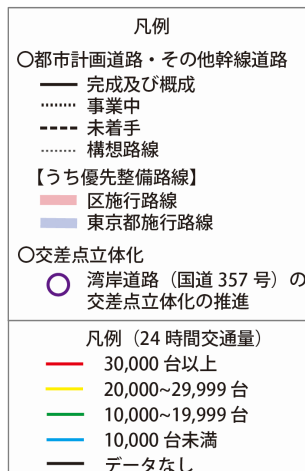 凡例
○都市計画道路・その他幹線道路
完成及び概成
事業中
未着手
構想路線
【うち優先整備路線】
区施行路線
東京都施行路線
○交差点立体化
湾岸道路（国道 357 号）の
交差点立体化の推進
凡例（24 時間交通量）
30,000 台以上
20,000~29,999 台
10,000~19,999 台
10,000 台未満
データなし